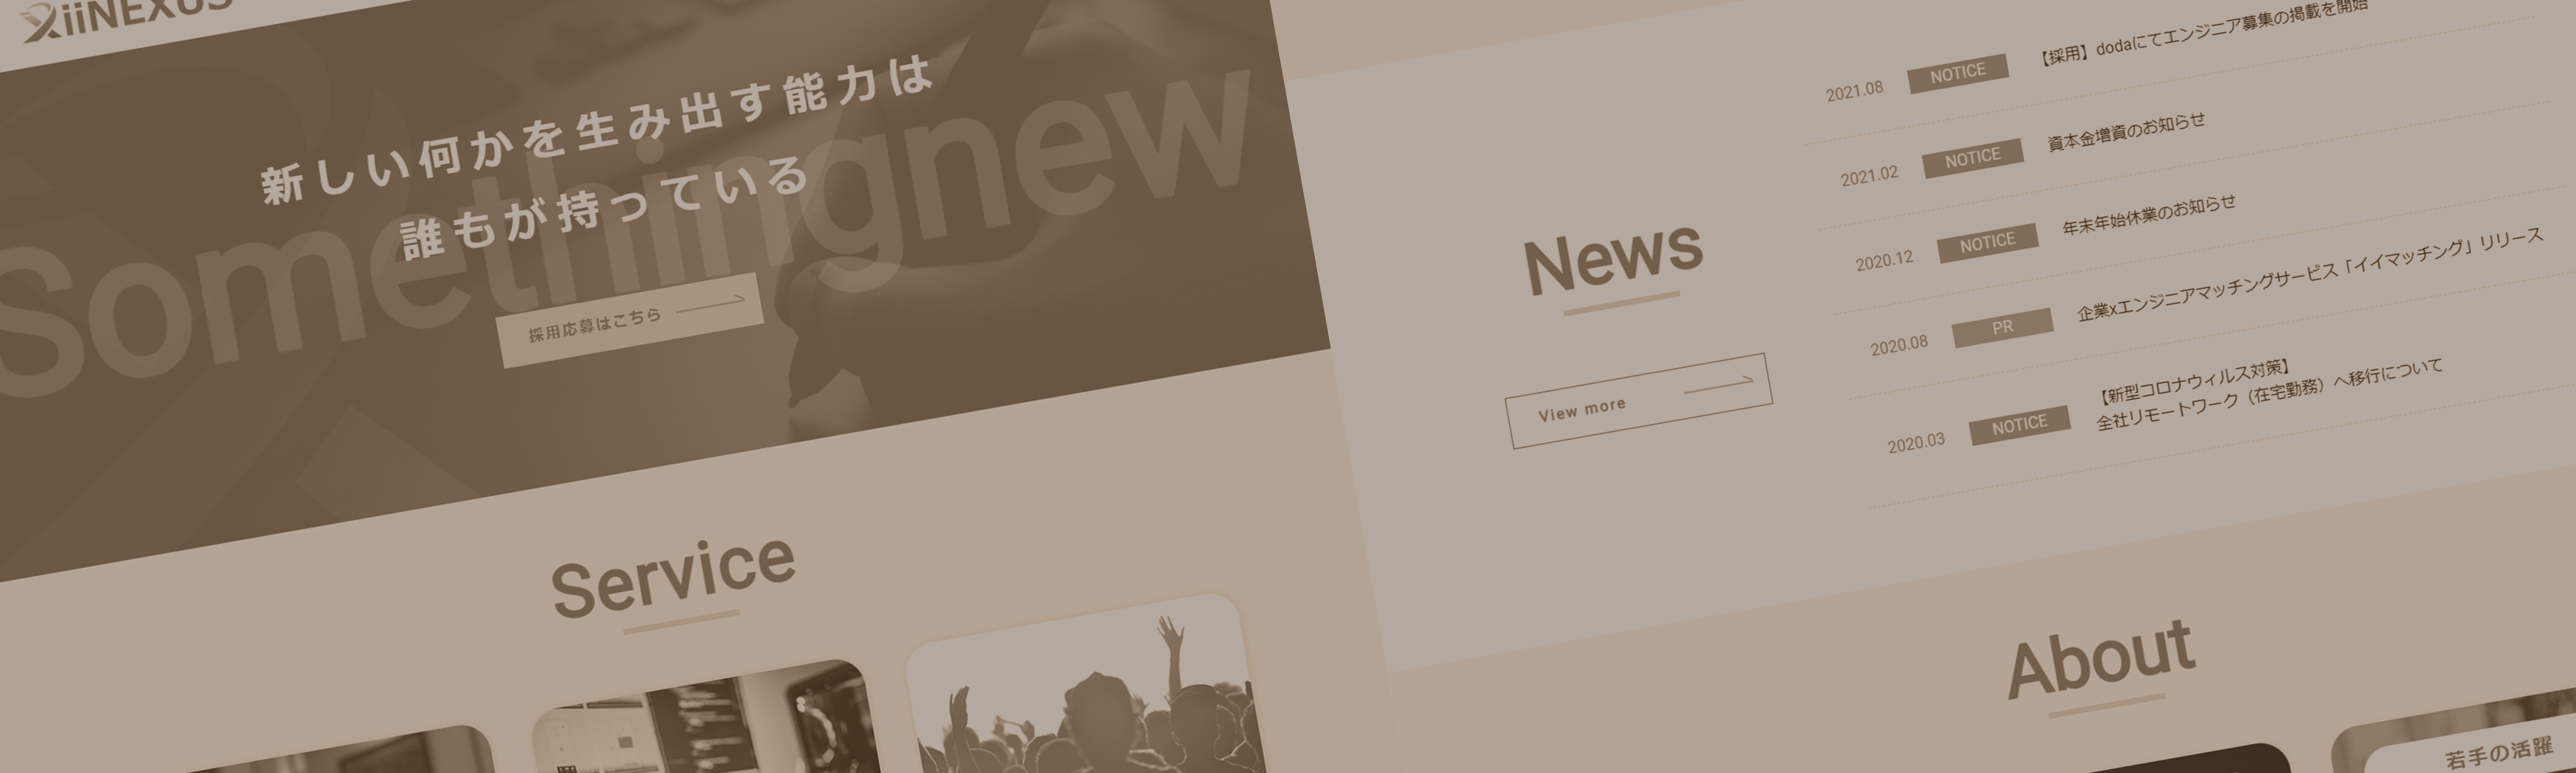 XiiNEXUS
Somethingnew
新しい何かを生み出す能力は
誰もが持っている
採用応募はこちら
Service
News
View more
2021.08 NOTICE 【採用】dodaにてエンジニア募集の掲載を開始
2021.02 NOTICE 資本金増資のお知らせ
2020.12 NOTICE 年末年始休業のお知らせ
2020.08 PR 企業xエンジニアマッチングサービス「イイマッチング」リリース
2020.03 NOTICE 【新型コロナウィルス対策】
全社リモートワーク（在宅勤務）へ移行について
About
若手の活躍